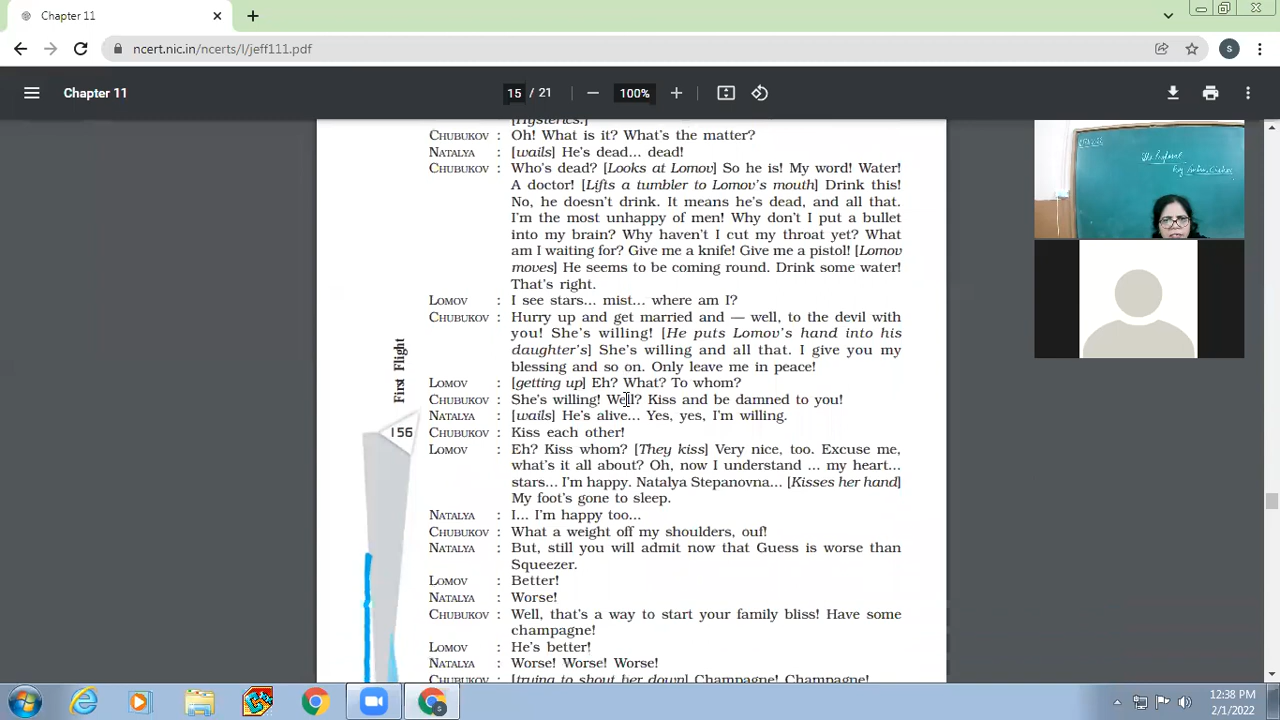 Chapter 11
ncert.nic.in/ncerts/l/jeff111.pdf
S
Chapter 11
15 / 21
100%
[Hysterics.]
CHUBUKOV : Oh! What is it? What's the matter?
NATALYA : [wails] He's dead... dead!
CHUBUKOV : Who's dead? [Looks at Lomov] So he is! My word! Water!
A doctor! [Lifts a tumbler to Lomov's mouth] Drink this!
No, he doesn't drink. It means he's dead, and all that.
I'm the most unhappy of men! Why don't I put a bullet
into my brain? Why haven't I cut my throat yet? What
am I waiting for? Give me a knife! Give me a pistol! [Lomov
moves] He seems to be coming round. Drink some water!
That's right.
LOMOV : I see stars... mist... where am I?
CHUBUKOV : Hurry up and get married and — well, to the devil with
you! She's willing! [He puts Lomov's hand into his
daughter's] She's willing and all that. I give you my
blessing and so on. Only leave me in peace!
LOMOV : [getting up] Eh? What? To whom?
CHUBUKOV : She's willing! Well? Kiss and be damned to you!
NATALYA : [wails] He's alive... Yes, yes, I'm willing.
CHUBUKOV : Kiss each other!
LOMOV : Eh? Kiss whom? [They kiss] Very nice, too. Excuse me,
what's it all about? Oh, now I understand ... my heart...
stars... I'm happy. Natalya Stepanovna... [Kisses her hand]
My foot's gone to sleep.
NATALYA : I... I'm happy too...
CHUBUKOV : What a weight off my shoulders, ouf!
NATALYA : But, still you will admit now that Guess is worse than
Squeezer.
LOMOV : Better!
NATALYA : Worse!
CHUBUKOV : Well, that's a way to start your family bliss! Have some
champagne!
LOMOV : He's better!
NATALYA : Worse! Worse! Worse!
CHUBUKOV : [trying to shout her down] Champagne! Champagne!
First Flight
156
The Proposal
By
12:38 PM
2/1/2022